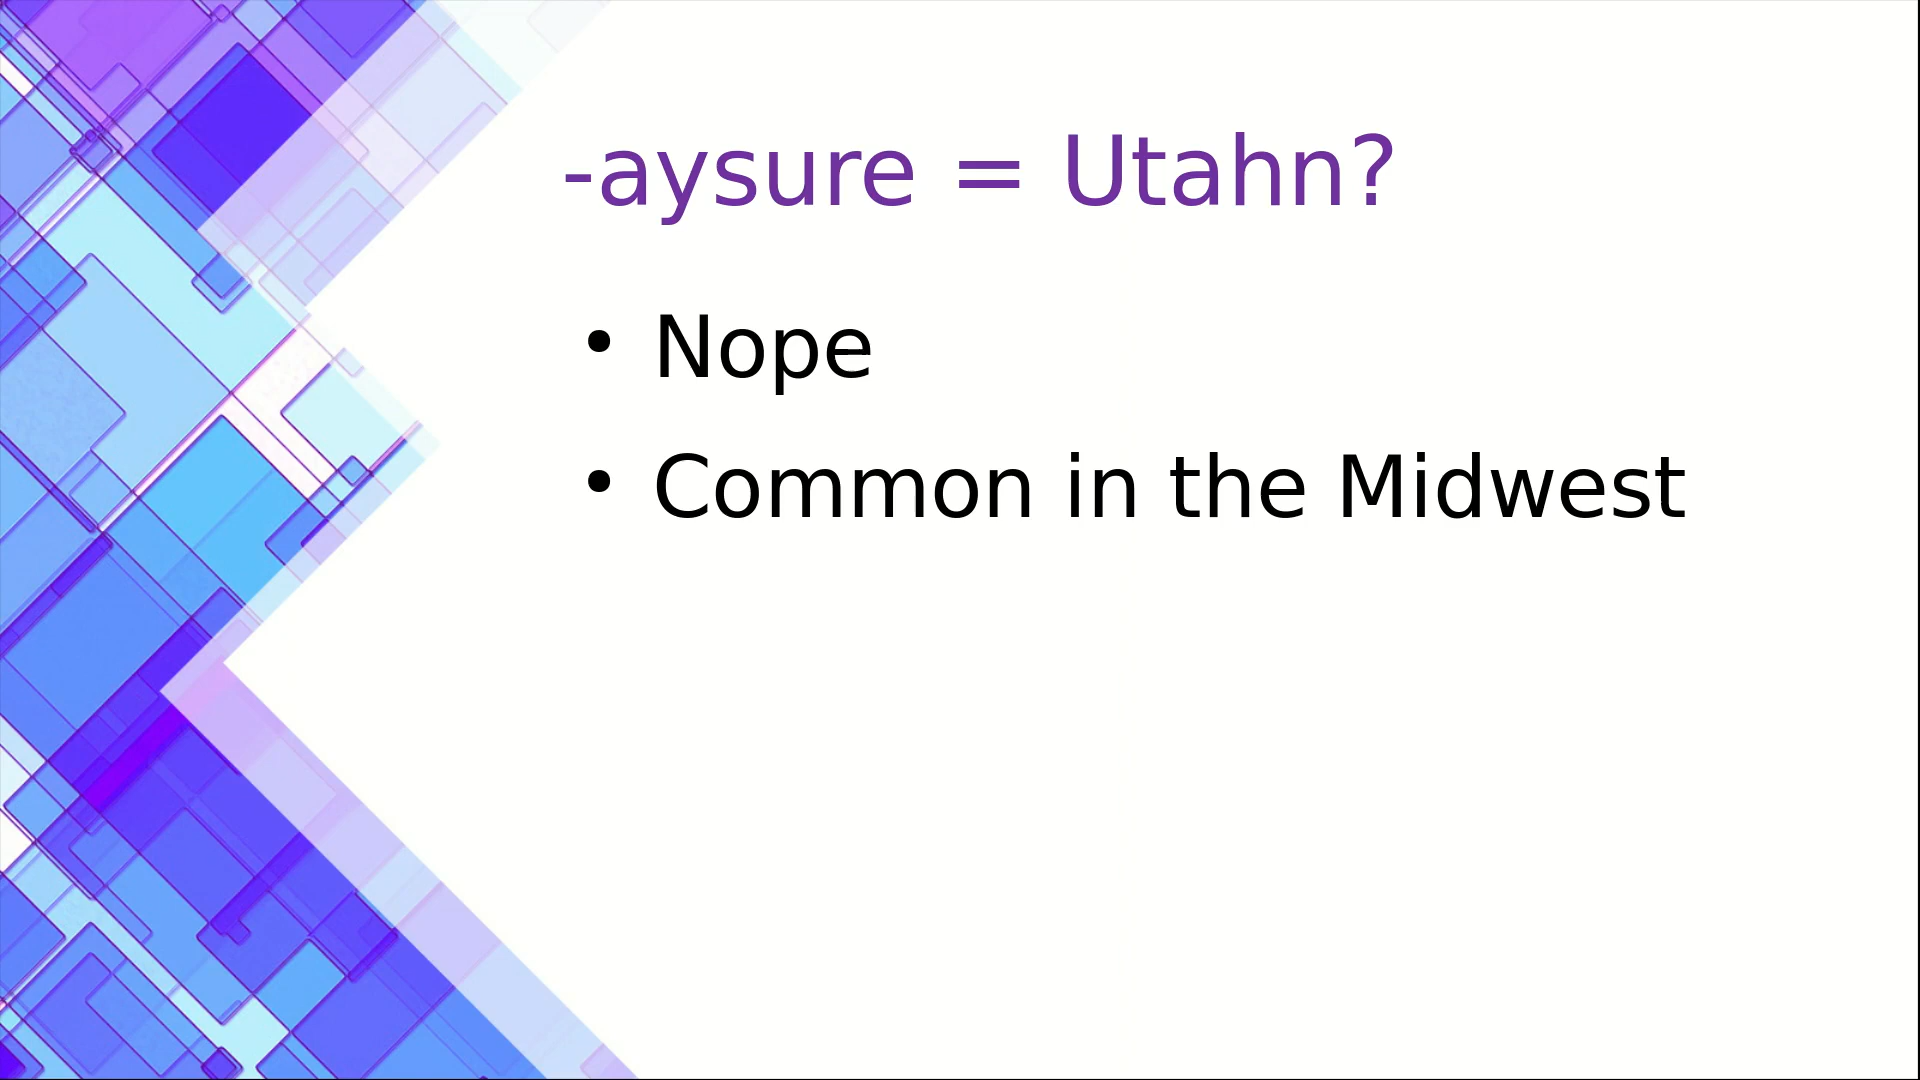 -aysure = Utahn?
• Nope
• Common in the Midwest